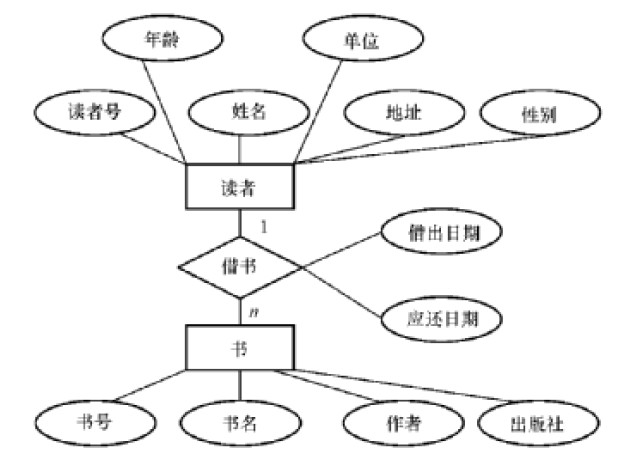 年龄 单位
读者号 姓名 地址 性别
读者
1
借出日期
借书
应还日期
n
书
书号 书名 作者 出版社